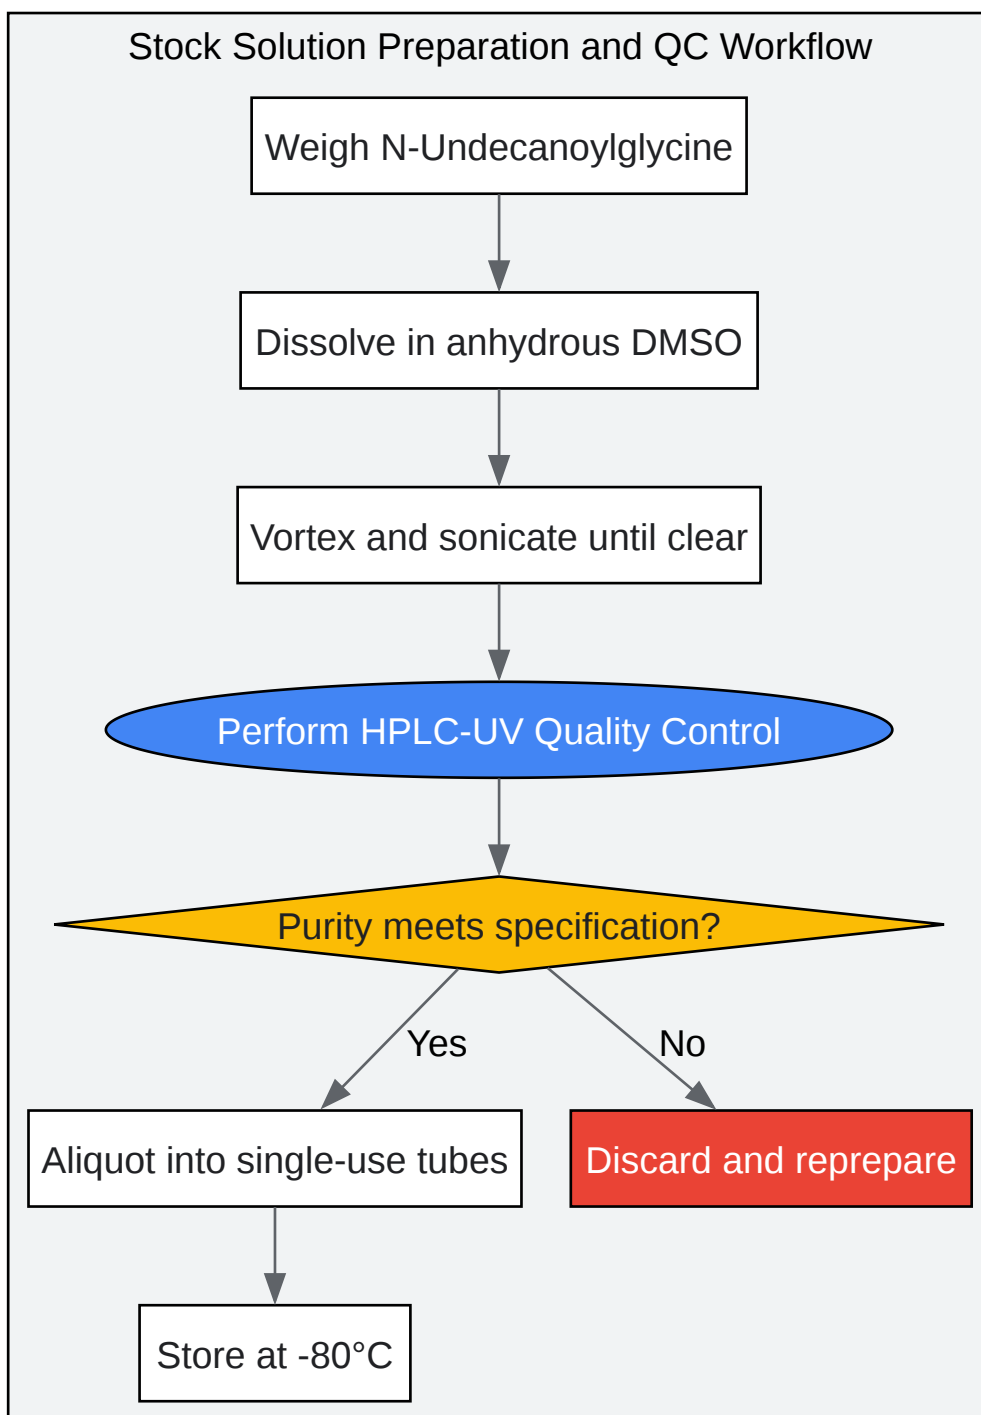 Stock Solution Preparation and QC Workflow
Weigh N-Undecanoylglycine
Dissolve in anhydrous DMSO
Vortex and sonicate until clear
Perform HPLC-UV Quality Control
Purity meets specification?
Yes
No
Aliquot into single-use tubes
Discard and reprepare
Store at -80°C